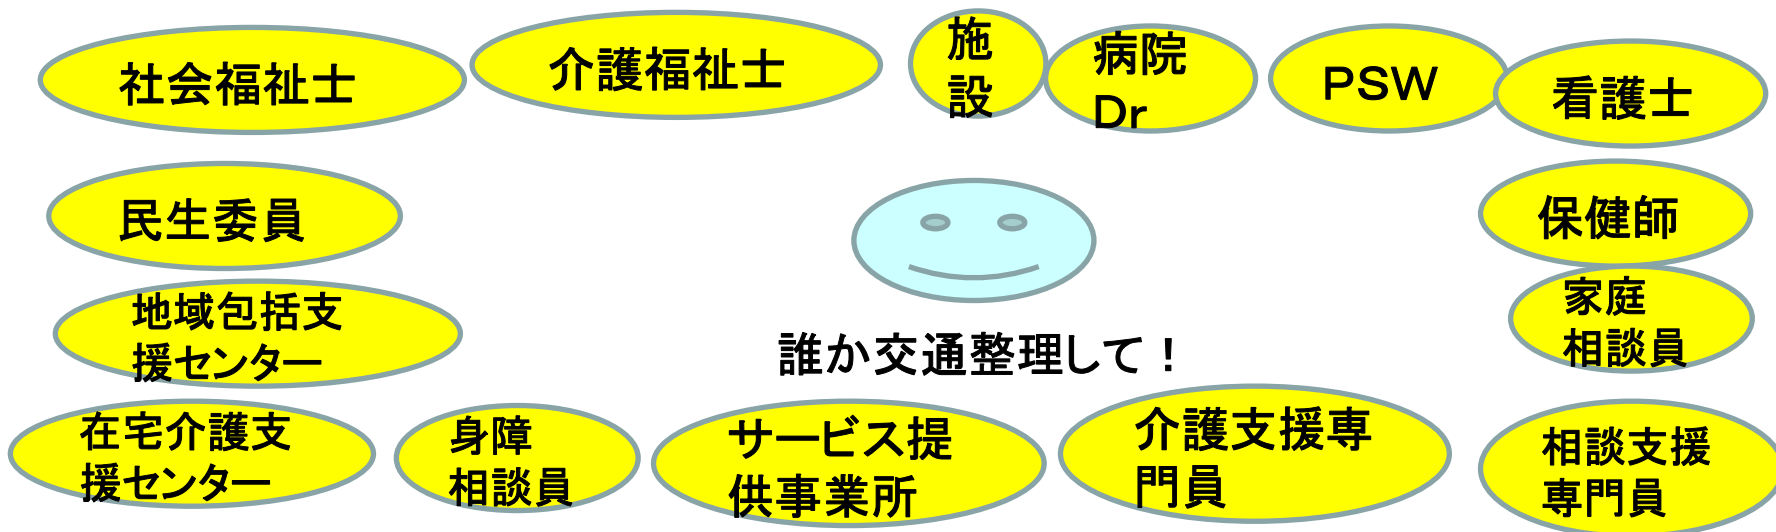 社会福祉士
介護福祉士
施
設
病院
Dr
PSW
看護士
民生委員
保健師
地域包括支
援センター
誰か交通整理して！
家庭
相談員
在宅介護支
援センター
身障
相談員
サービス提
供事業所
介護支援専
門員
相談支援
専門員